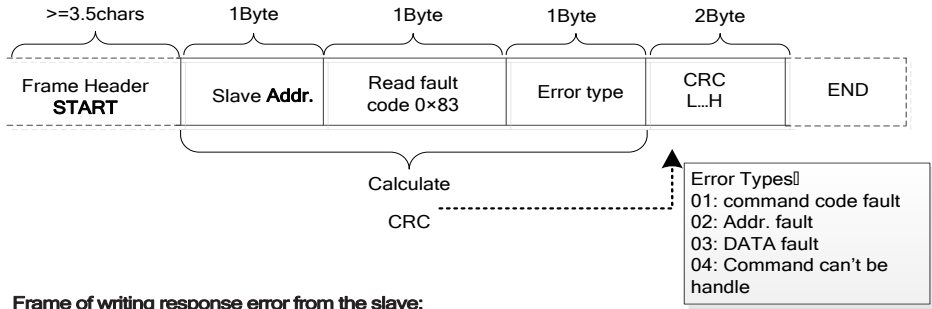 >=3.5chars 1Byte 1Byte 1Byte 2Byte
Frame Header
START
Slave Addr.
Read fault
code 0×83
Error type
CRC
L...H
END
Calculate
CRC
Error Types
01: command code fault
02: Addr. fault
03: DATA fault
04: Command can't be
handle
Frame of writing response error from the slave: